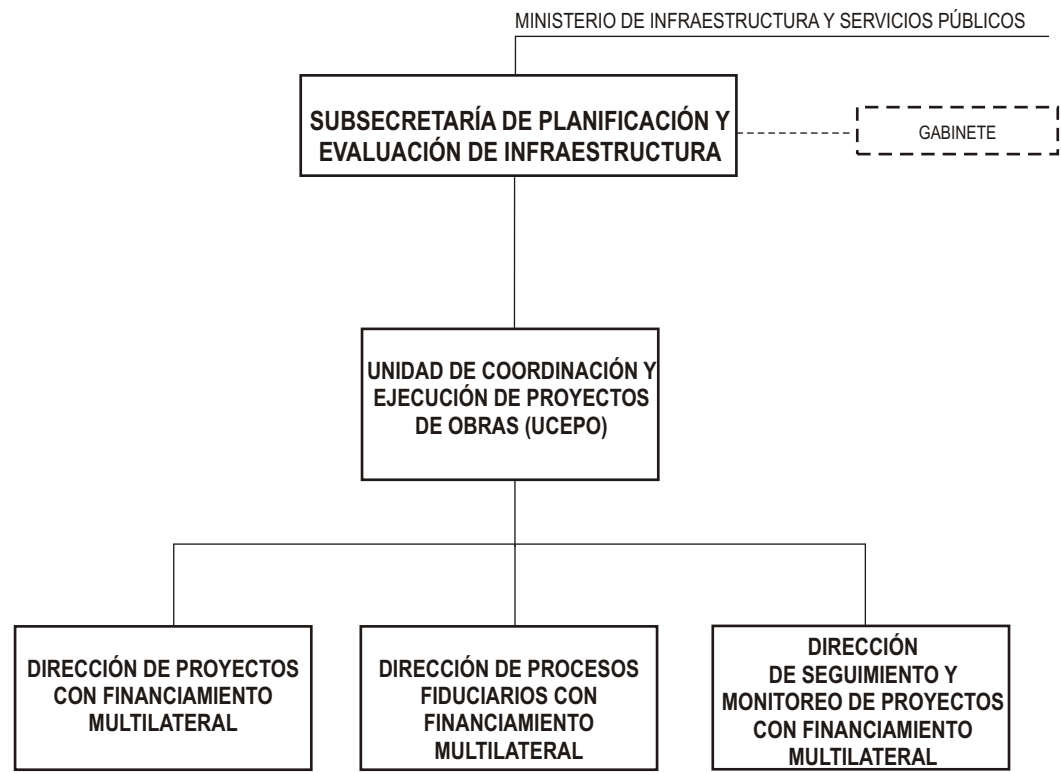 MINISTERIO DE INFRAESTRUCTURA Y SERVICIOS PÚBLICOS
SUBSECRETARÍA DE PLANIFICACIÓN Y
EVALUACIÓN DE INFRAESTRUCTURA
GABINETE
UNIDAD DE COORDINACIÓN Y
EJECUCIÓN DE PROYECTOS
DE OBRAS (UCEPO)
DIRECCIÓN DE PROYECTOS
CON FINANCIAMIENTO
MULTILATERAL
DIRECCIÓN DE PROCESOS
FIDUCIARIOS CON
FINANCIAMIENTO
MULTILATERAL
DIRECCIÓN
DE SEGUIMIENTO Y
MONITOREO DE PROYECTOS
CON FINANCIAMIENTO
MULTILATERAL